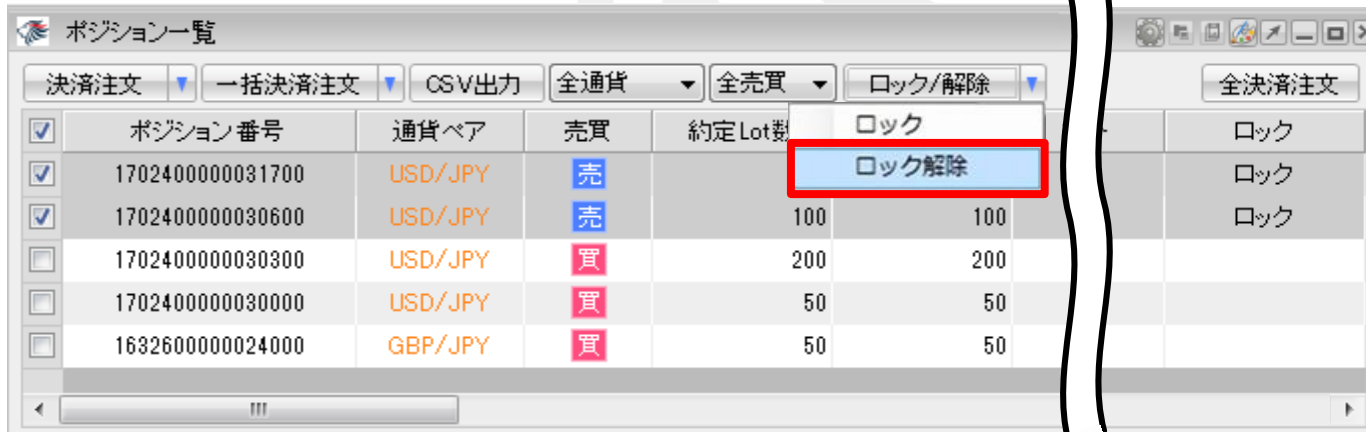 ポジション一覧
決済注文 一括決済注文 CSV出力 全通貨 全売買 ロック/解除 全決済注文
ポジション番号 通貨ペア 売買 約定Lot数 ロック ロック
1702400000031700 USD/JPY 売 ロック解除 ロック
1702400000030600 USD/JPY 売 100 100 ロック
1702400000030300 USD/JPY 買 200 200
1702400000030000 USD/JPY 買 50 50
1632600000024000 GBP/JPY 買 50 50